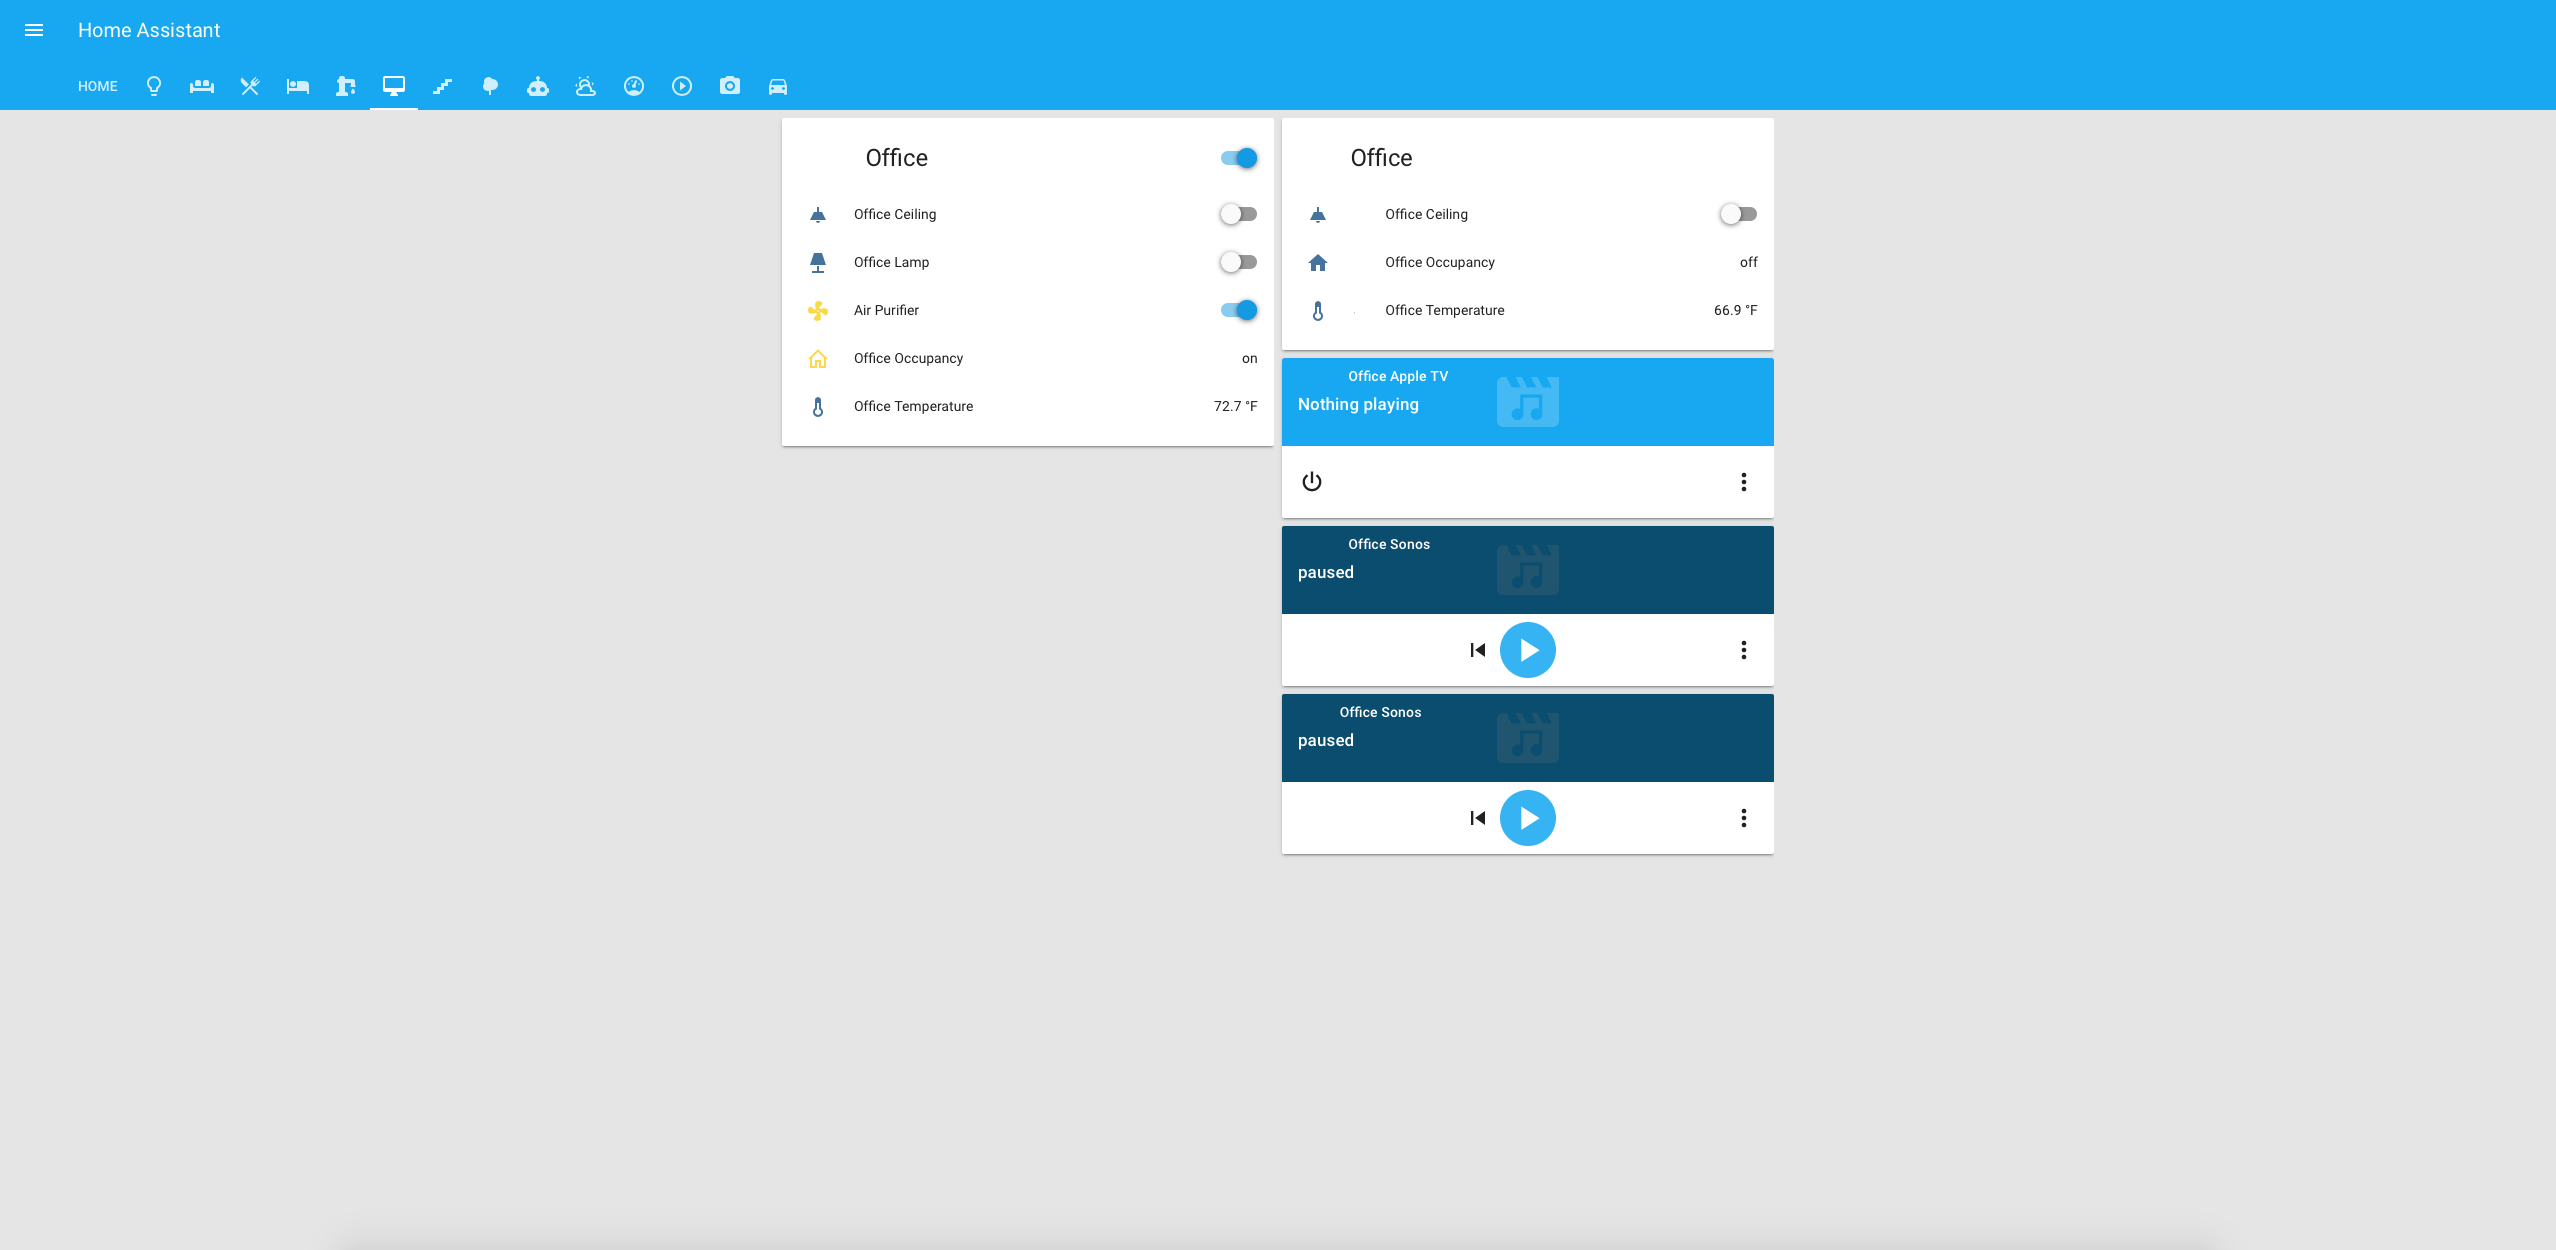 Home Assistant
HOME
Office
Office Ceiling
Office Lamp
Air Purifier
Office Occupancy on
Office Temperature 72.7 °F
Office
Office Ceiling
Office Occupancy off
Office Temperature 66.9 °F
Office Apple TV
Nothing playing
Office Sonos
paused
Office Sonos
paused